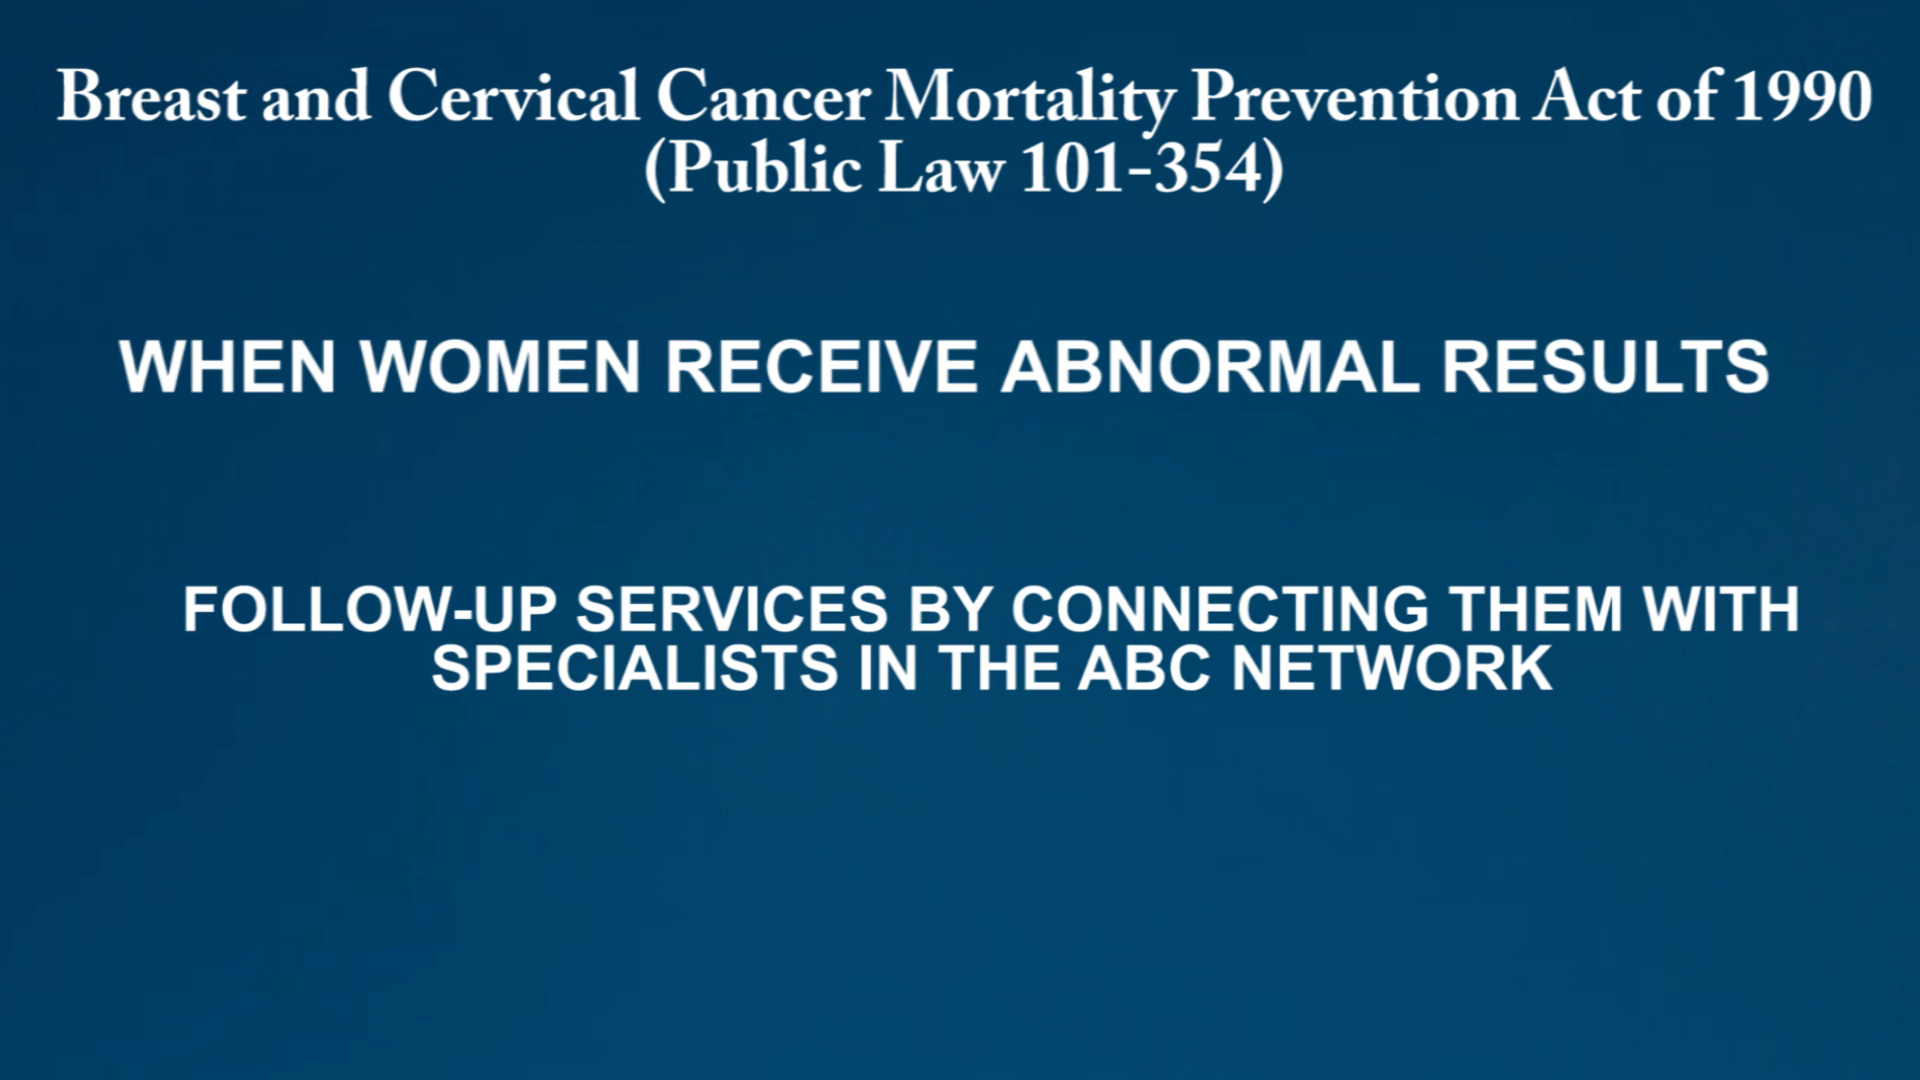 Breast and Cervical Cancer Mortality Prevention Act of 1990
(Public Law 101-354)
WHEN WOMEN RECEIVE ABNORMAL RESULTS
FOLLOW-UP SERVICES BY CONNECTING THEM WITH
SPECIALISTS IN THE ABC NETWORK